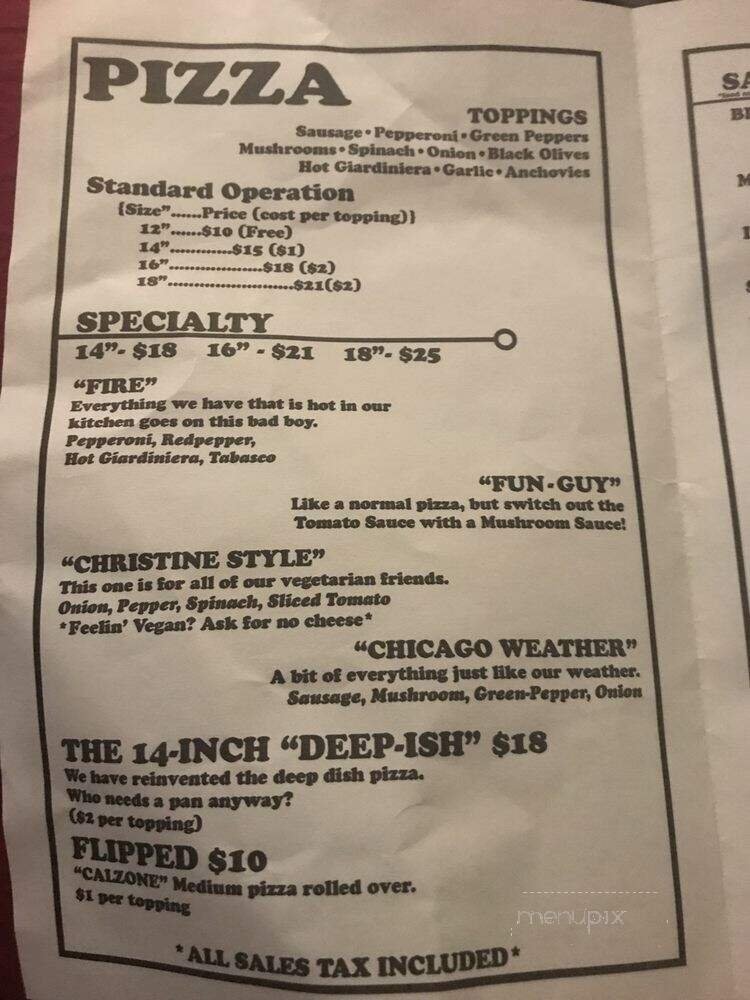 PIZZA
TOPPINGS
Sausage • Pepperoni • Green Peppers
Mushrooms • Spinach • Onion • Black Olives
Hot Giardiniera • Garlic • Anchovies
Standard Operation
{Size"......Price (cost per topping)}
12"......$10 (Free)
14".............$15 ($1)
16"...................$18 ($2)
18".........................$21($2)
SPECIALTY
14"- $18 16" - $21 18"- $25
"FIRE"
Everything we have that is hot in our
kitchen goes on this bad boy.
Pepperoni, Redpepper,
Hot Giardiniera, Tabasco
"FUN-GUY"
Like a normal pizza, but switch out the
Tomato Sauce with a Mushroom Sauce!
"CHRISTINE STYLE"
This one is for all of our vegetarian friends.
Onion, Pepper, Spinach, Sliced Tomato
*Feelin' Vegan? Ask for no cheese*
"CHICAGO WEATHER"
A bit of everything just like our weather.
Sausage, Mushroom, Green-Pepper, Onion
THE 14-INCH "DEEP-ISH" $18
We have reinvented the deep dish pizza.
Who needs a pan anyway?
($2 per topping)
FLIPPED $10
"CALZONE" Medium pizza rolled over.
$1 per topping
*ALL SALES TAX INCLUDED*
menupix